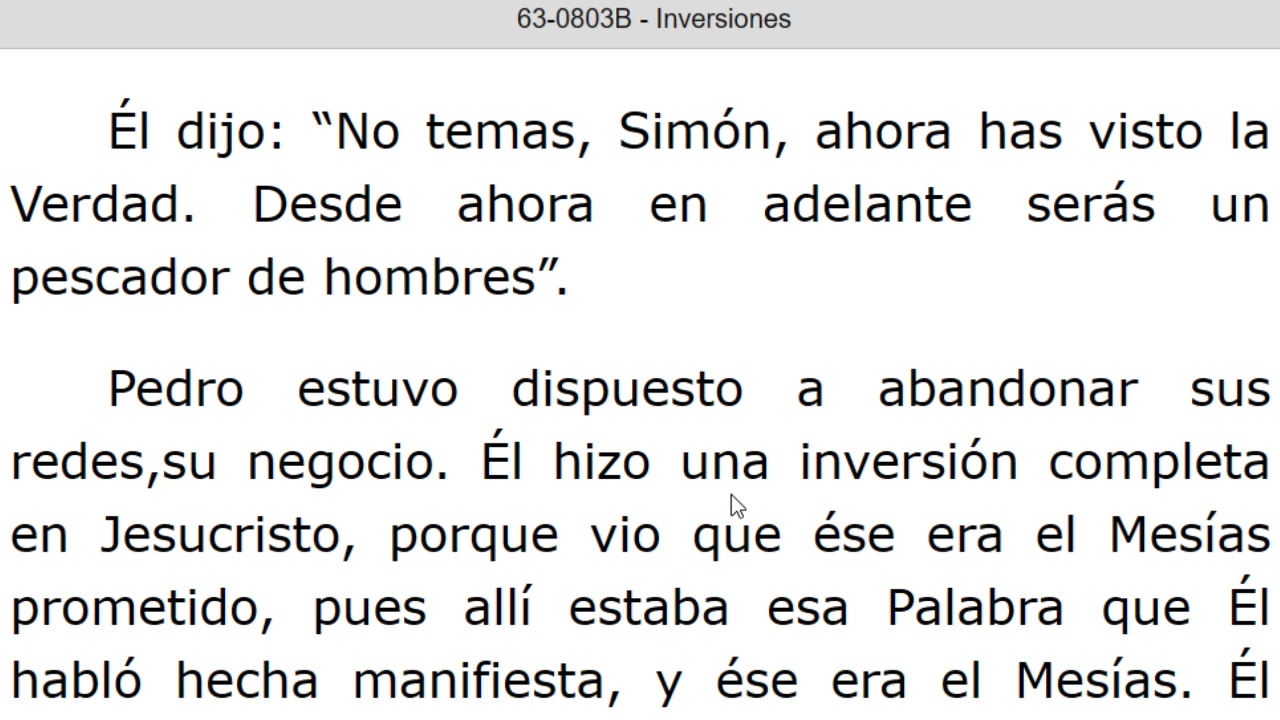 63-0803B - Inversiones
Él dijo: “No temas, Simón, ahora has visto la
Verdad. Desde ahora en adelante serás un
pescador de hombres”.
Pedro estuvo dispuesto a abandonar sus
redes,su negocio. Él hizo una inversión completa
en Jesucristo, porque vio que ése era el Mesías
prometido, pues allí estaba esa Palabra que Él
habló hecha manifiesta, y ése era el Mesías. Él